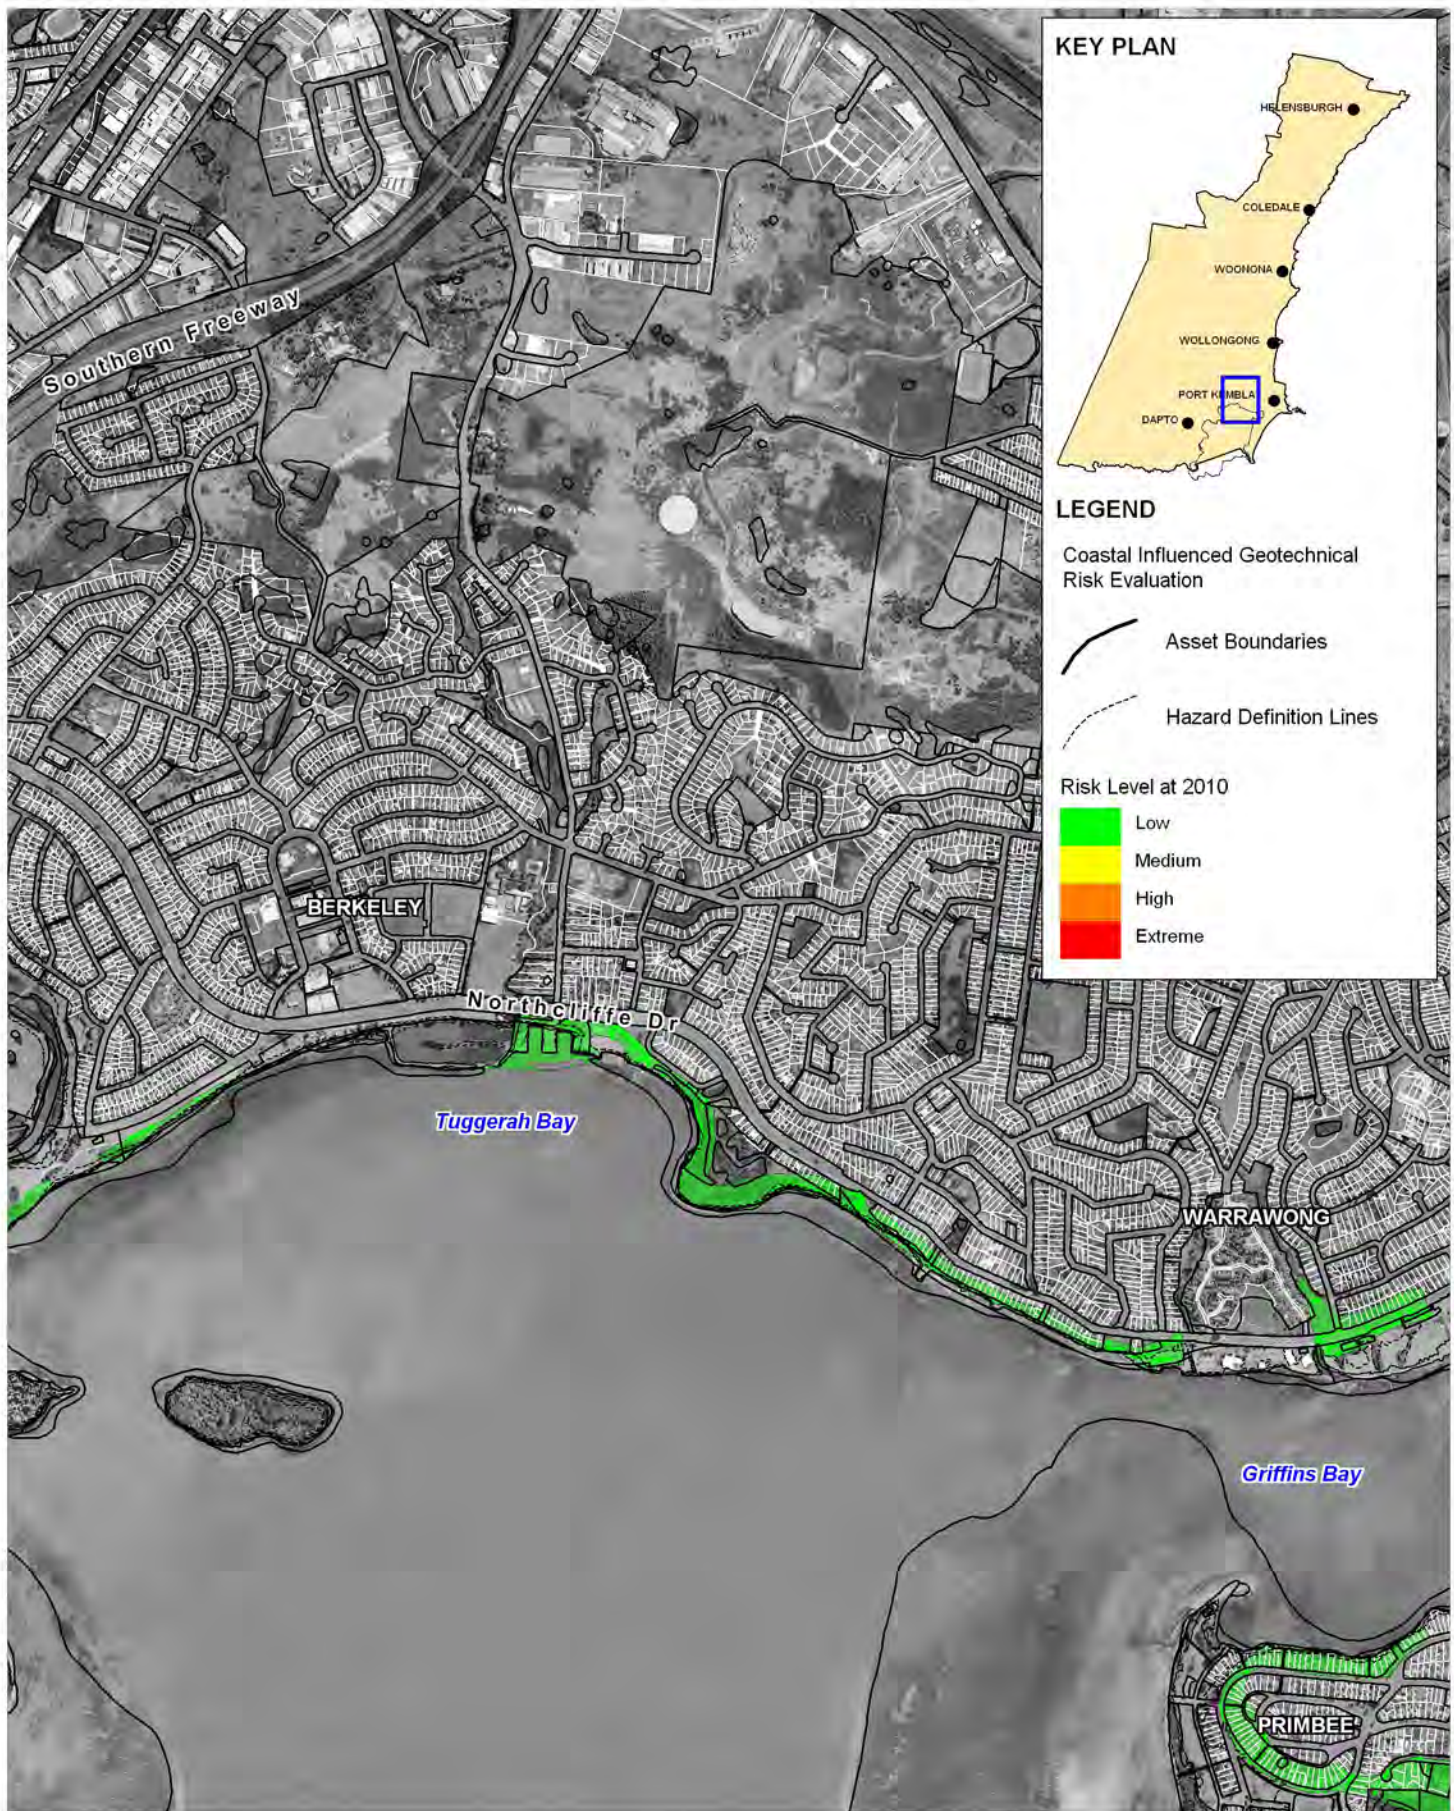 KEY PLAN
HELENSBURGH
COLEDALE
WOONONA
WOLLONGONG
PORT KEMBLA
DAPTO
LEGEND
Coastal Influenced Geotechnical
Risk Evaluation
Asset Boundaries
Hazard Definition Lines
Risk Level at 2010
Low
Medium
High
Extreme
Southern Freeway
BERKELEY
Northcliffe Dr
Tuggerah Bay
WARRAWONG
Griffins Bay
PRIMBEE